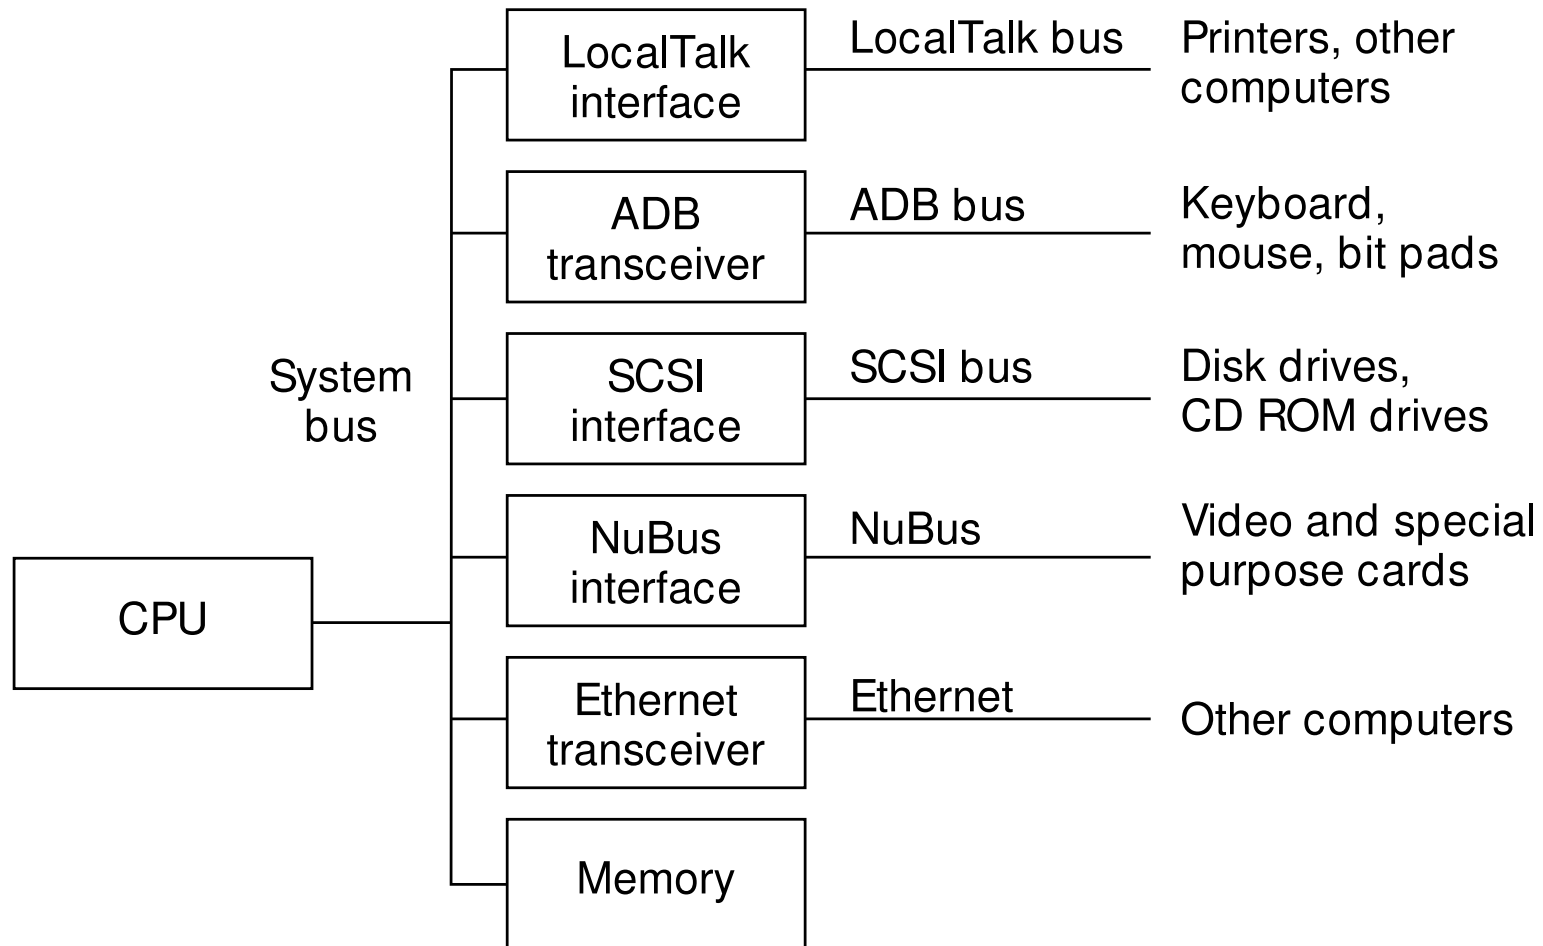 LocalTalk
interface
LocalTalk bus
Printers, other
computers
ADB
transceiver
ADB bus
Keyboard,
mouse, bit pads
System
bus
SCSI
interface
SCSI bus
Disk drives,
CD ROM drives
NuBus
interface
NuBus
Video and special
purpose cards
CPU
Ethernet
transceiver
Ethernet
Other computers
Memory